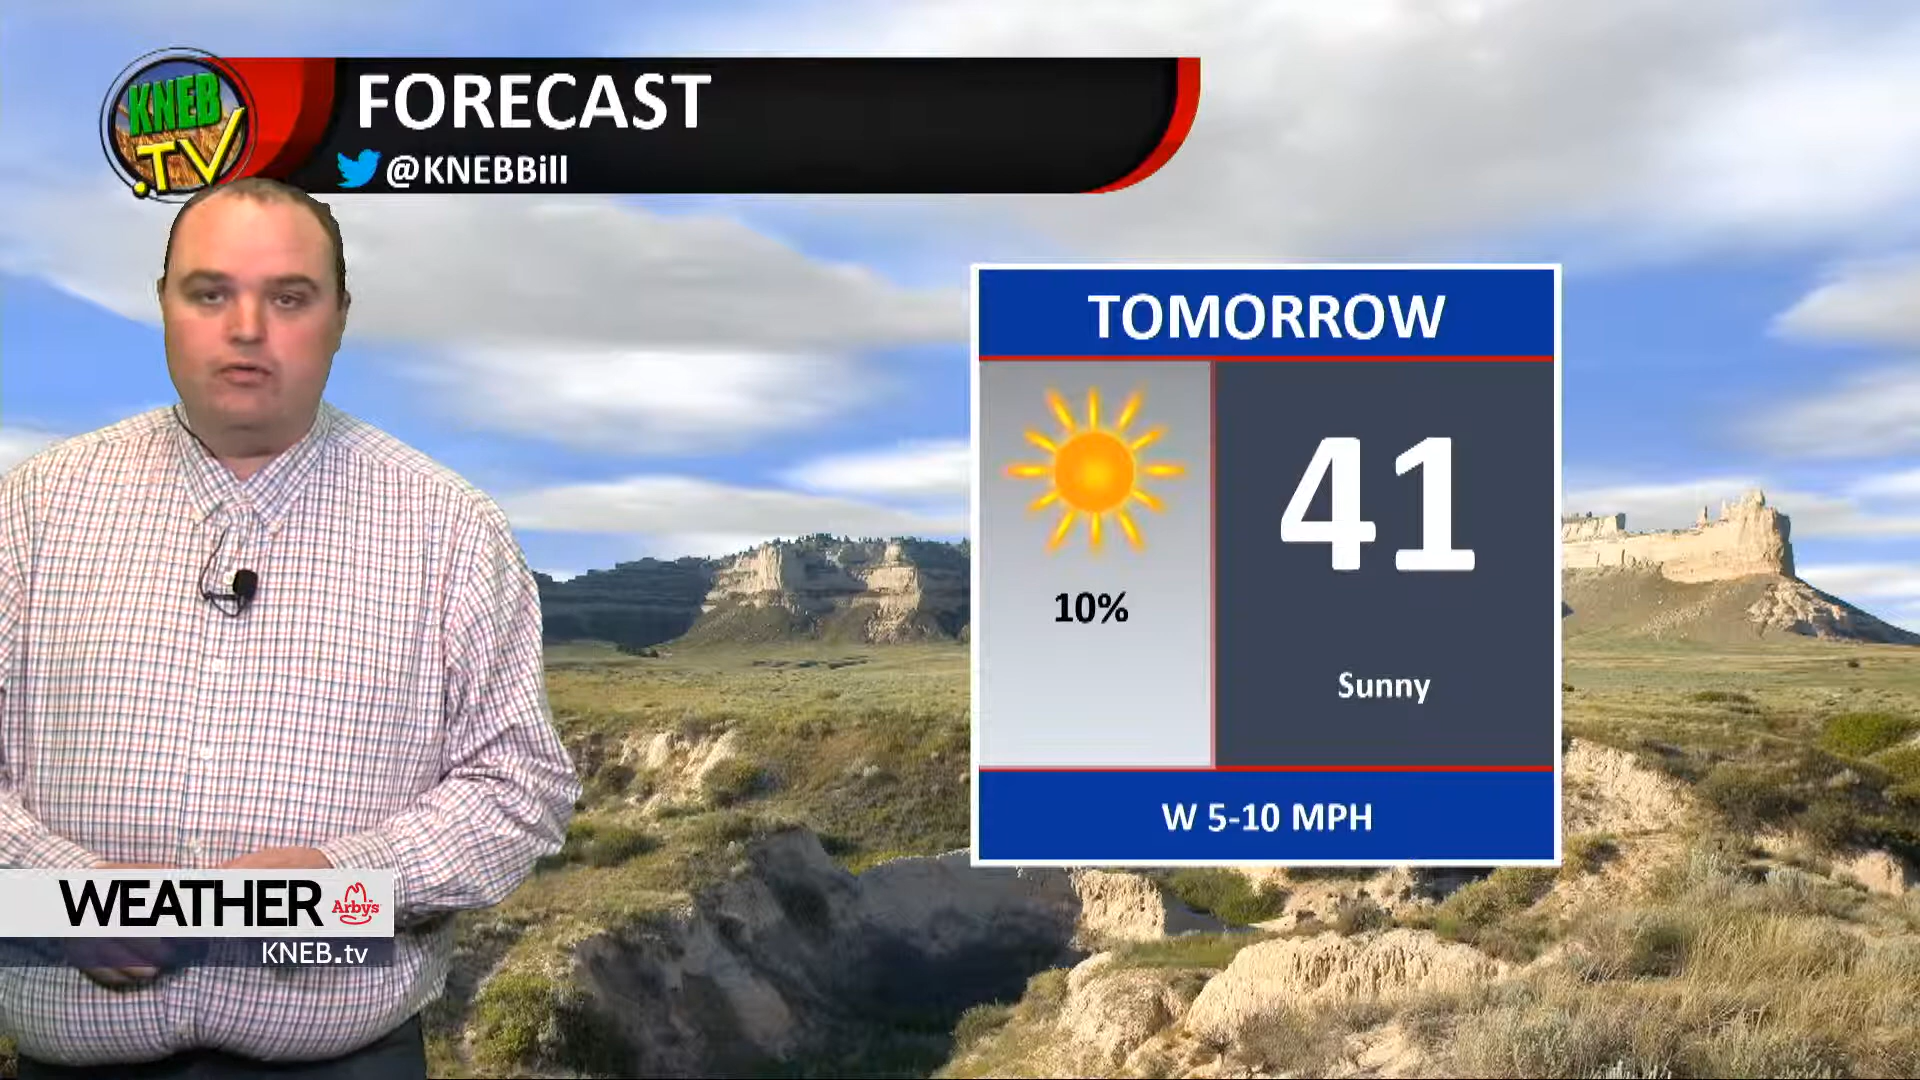 KNEB
.TV
FORECAST
@KNEBBill
TOMORROW
41
10%
Sunny
W 5-10 MPH
WEATHER Arby's
KNEB.tv